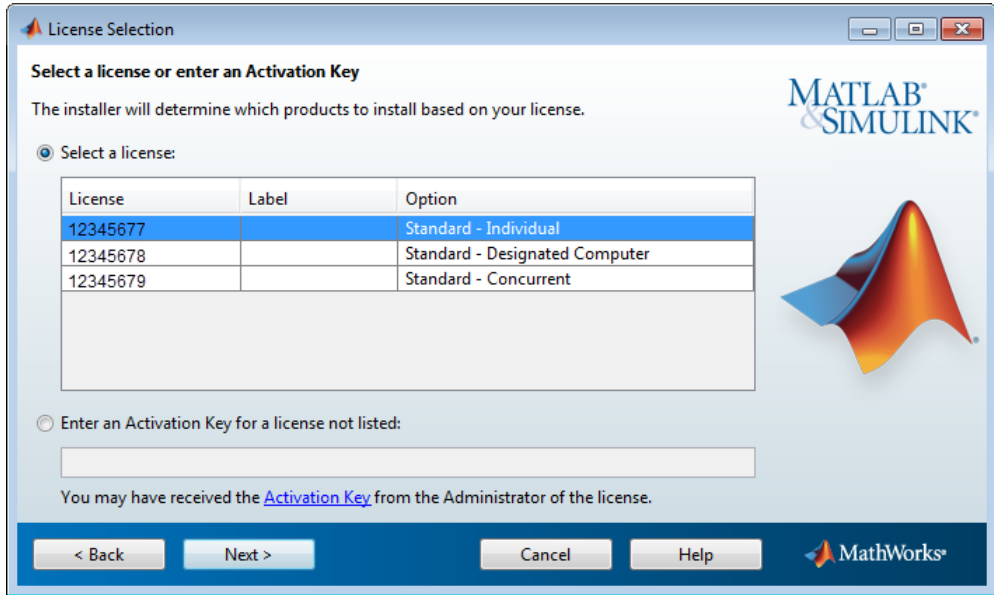 License Selection
Select a license or enter an Activation Key
The installer will determine which products to install based on your license.
MATLAB®
&SIMULINK®
Select a license:
License Label Option
12345677 Standard - Individual
12345678 Standard - Designated Computer
12345679 Standard - Concurrent
Enter an Activation Key for a license not listed:
You may have received the Activation Key from the Administrator of the license.
< Back Next > Cancel Help MathWorks®